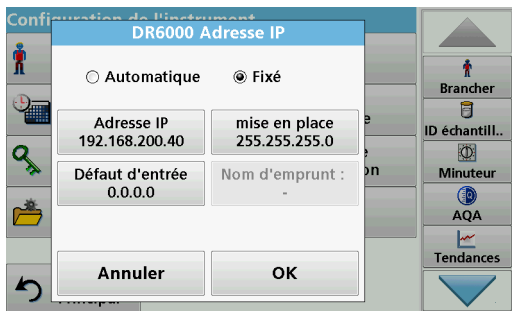 Configuration de l'instrument
DR6000 Adresse IP
Automatique
Fixé
Adresse IP
192.168.200.40
mise en place
255.255.255.0
Défaut d'entrée
0.0.0.0
Nom d'emprunt :
-
Annuler
OK
Principal
Brancher
ID échantill..
Minuteur
AQA
Tendances